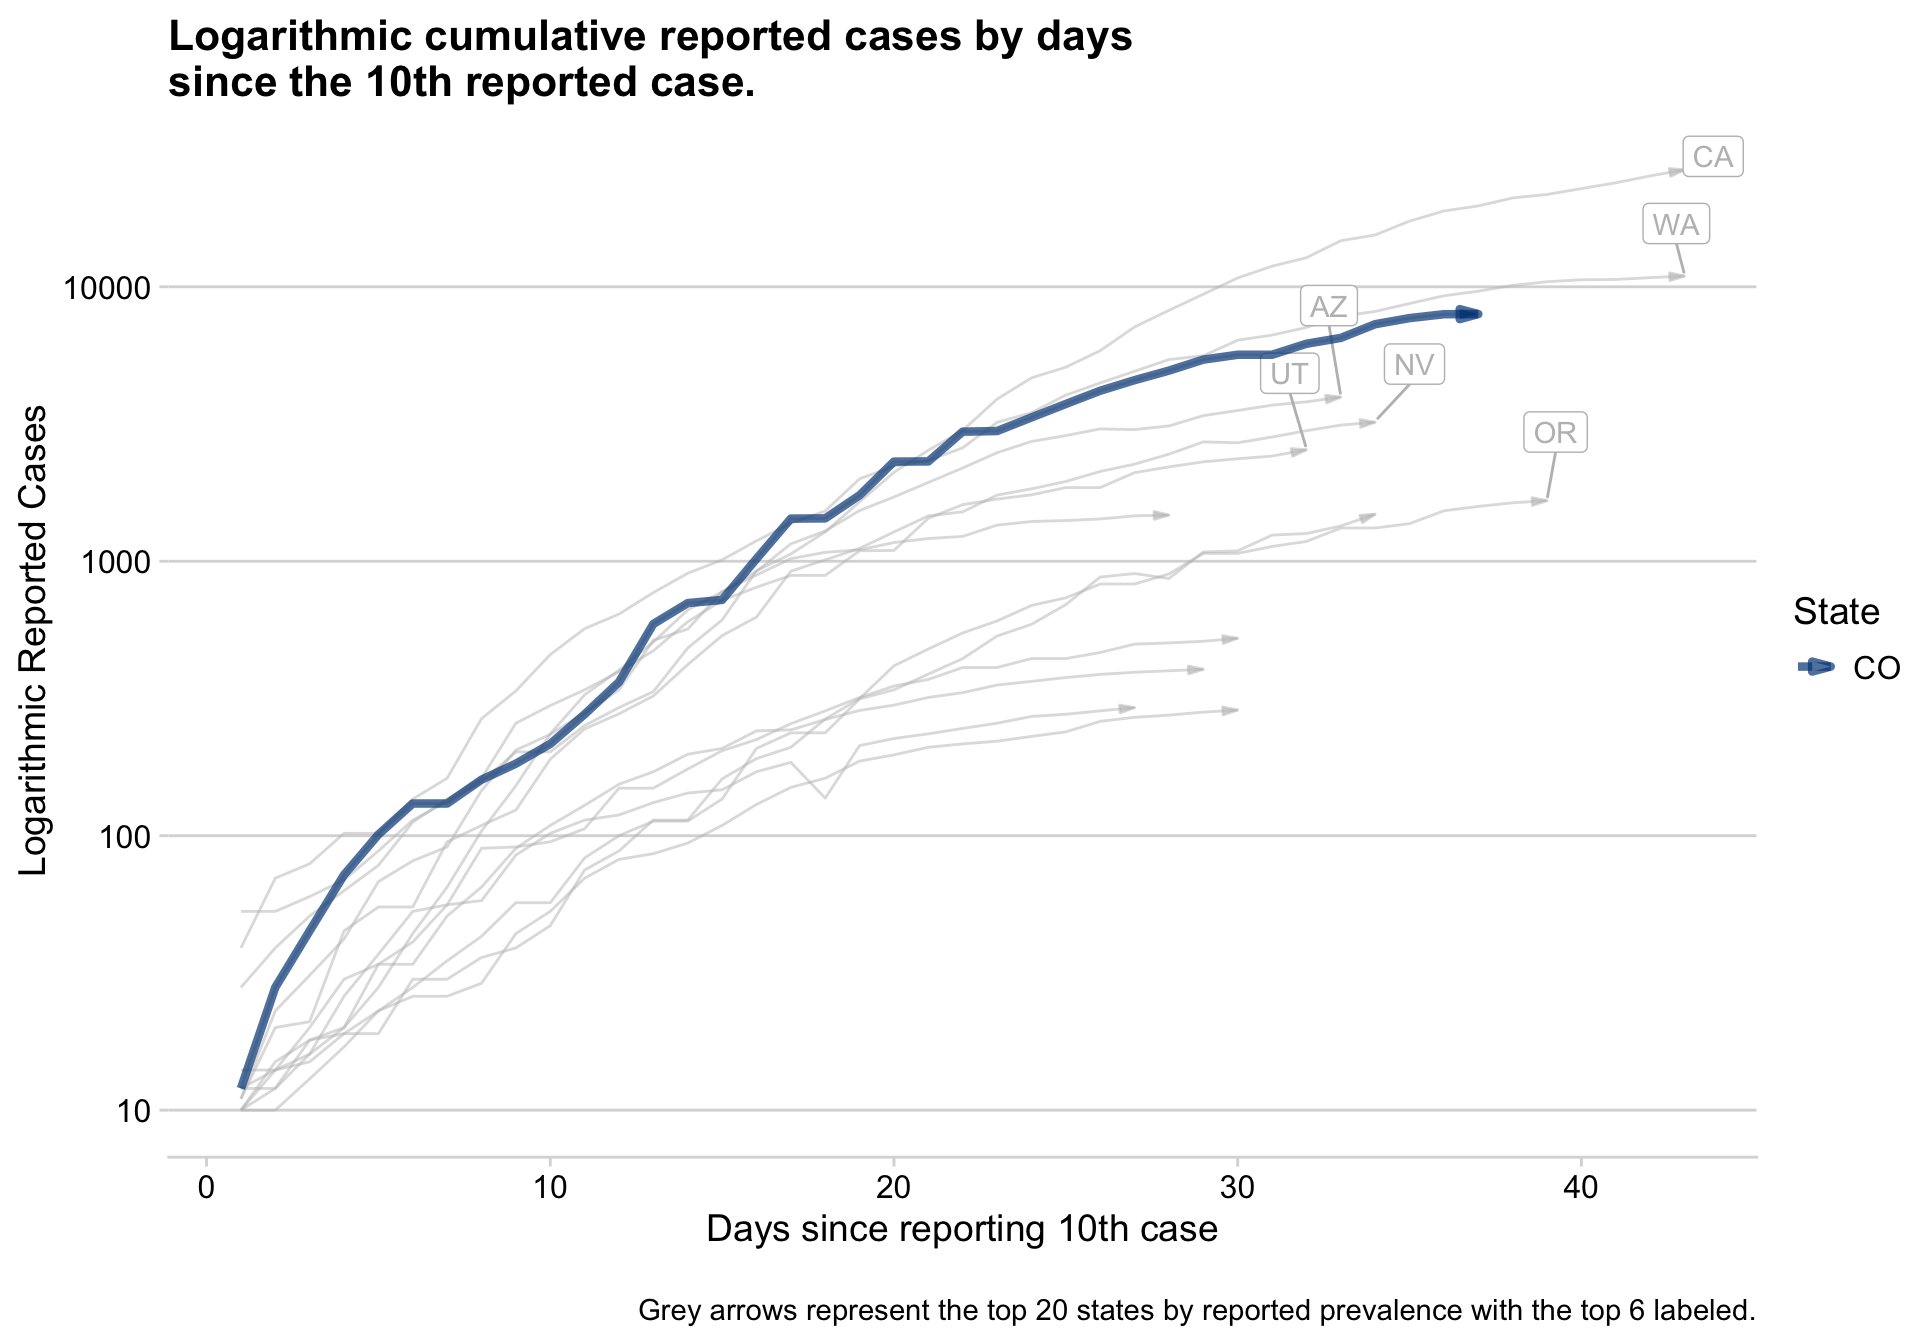 Logarithmic cumulative reported cases by days
since the 10th reported case.
CA
WA
10000
AZ
NV
UT
OR
1000
100
10
Logarithmic Reported Cases
State
CO
0 10 20 30 40
Days since reporting 10th case
Grey arrows represent the top 20 states by reported prevalence with the top 6 labeled.